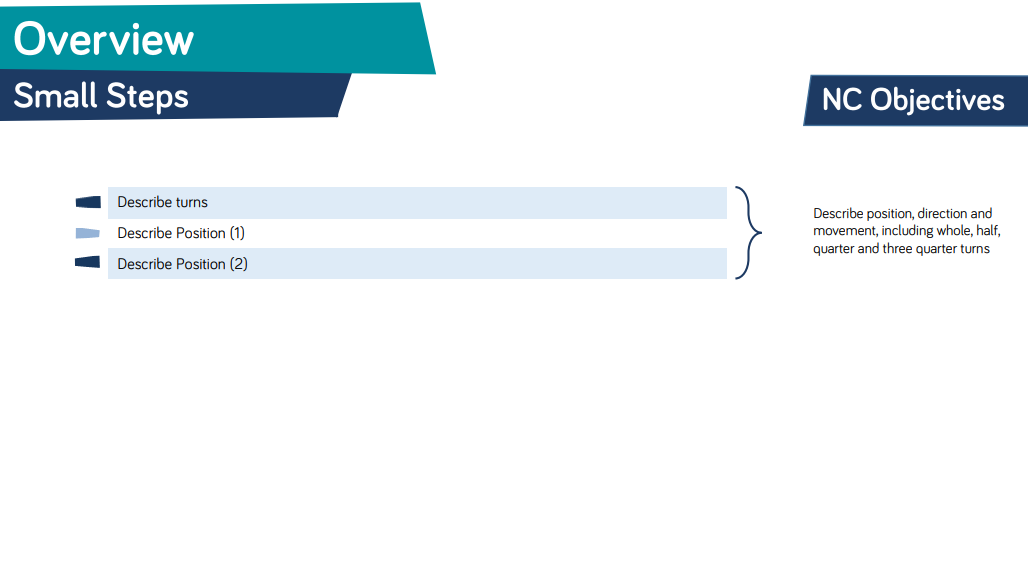 Overview
Small Steps
NC Objectives
Describe turns
Describe Position (1)
Describe Position (2)
Describe position, direction and
movement, including whole, half,
quarter and three quarter turns